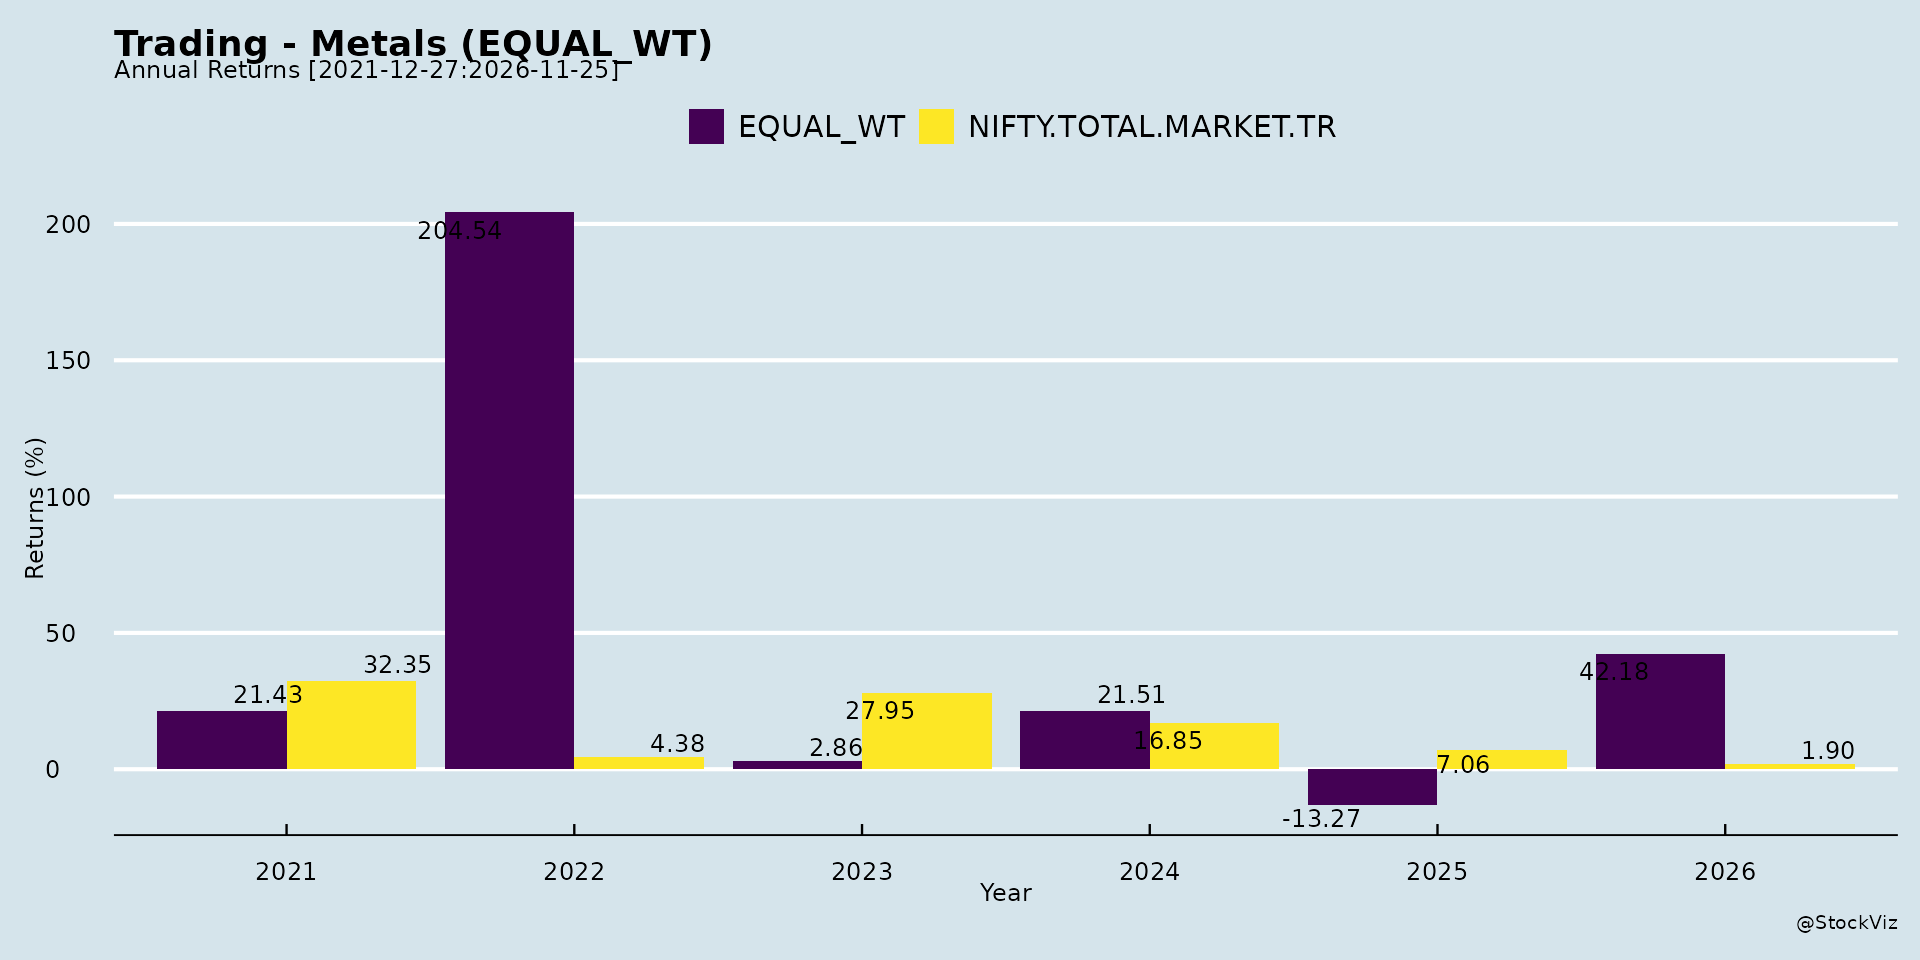 Trading - Metals (EQUAL_WT)
Annual Returns [2021-12-27:2026-11-25]
EQUAL_WT NIFTY.TOTAL.MARKET.TR
Returns (%)
200
150
100
50
0
21.43
32.35
204.54
4.38
2.86
27.95
21.51
16.85
-13.27
7.06
42.18
1.90
2021 2022 2023 2024 2025 2026
Year
@StockViz